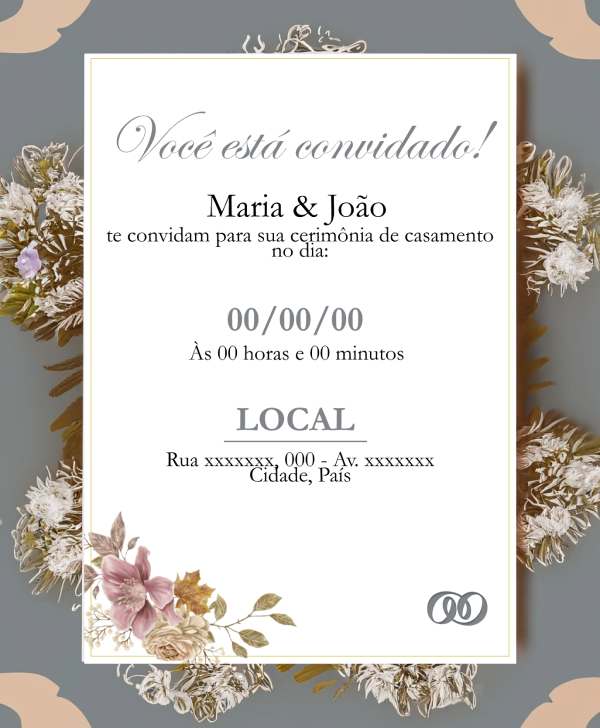 Você está convidado!
Maria & João
te convidam para sua cerimônia de casamento
no dia:
00/00/00
Às 00 horas e 00 minutos
LOCAL
Rua xxxxxxx, 000 - Av. xxxxxxx
Cidade, País